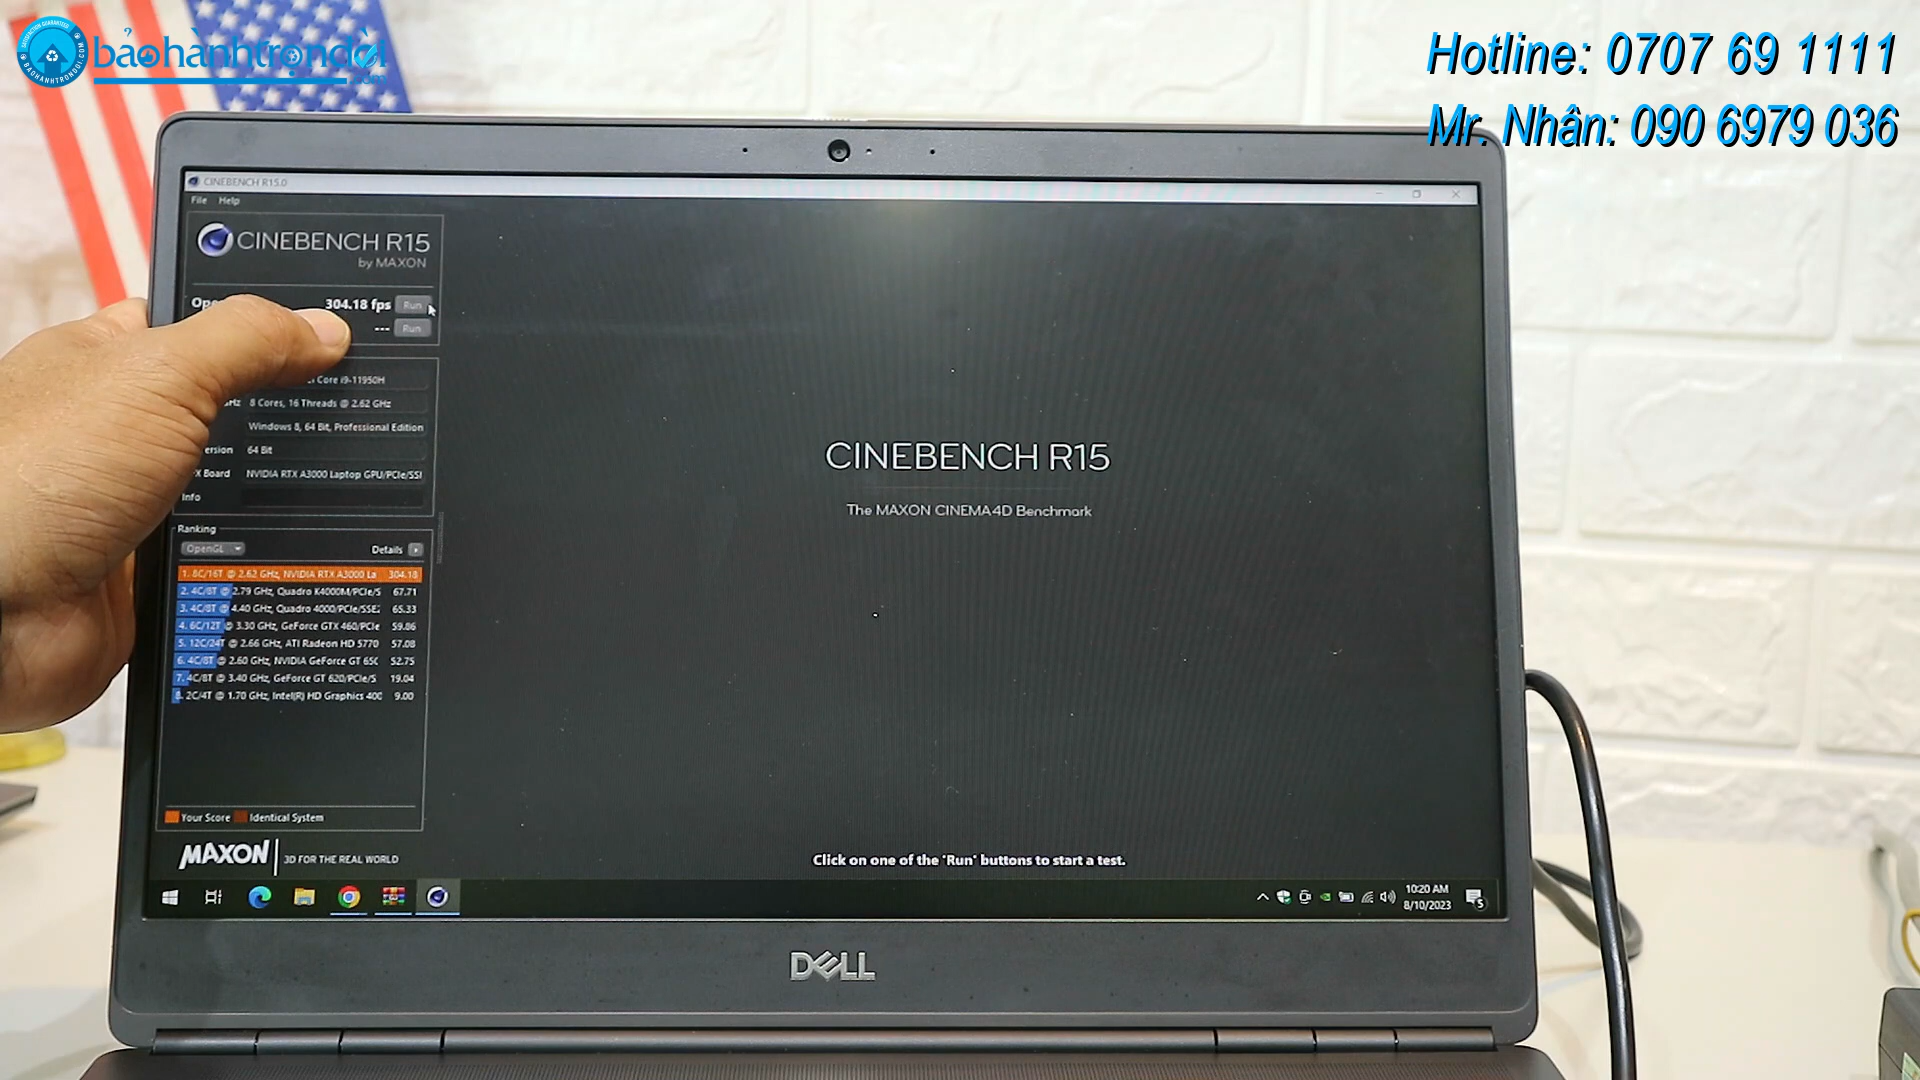 bảohànhtrọnđời
SATISFACTION GUARANTEED
BAOHANHTRONDOI.COM
Hotline: 0707 69 1111
Mr. Nhân: 090 6979 036
CINEBENCH R15.0
File Help
CINEBENCH R15
by MAXON
304.18 fps Run
--- Run
Core i9-11950H
8 Cores, 16 Threads @ 2.62 GHz
Windows 8, 64 Bit, Professional Edition
64 Bit
Board NVIDIA RTX A3000 Laptop GPU/PCIe/SSI
Info
Ranking
OpenGL Details
1. 8C/16T @ 2.62 GHz, NVIDIA RTX A3000 La 304.18
2. 4C/8T @ 2.79 GHz, Quadro K4000M/PCIe/S 67.71
3. 4C/8T @ 4.40 GHz, Quadro 4000/PCIe/SSE2 65.33
4. 6C/12T @ 3.30 GHz, GeForce GTX 460/PCIe 59.86
5. 12C/24T @ 2.66 GHz, ATI Radeon HD 5770 57.08
6. 4C/8T @ 2.60 GHz, NVIDIA GeForce GT 650 52.75
7. 4C/8T @ 3.40 GHz, GeForce GT 620/PCIe/S 19.04
8. 2C/4T @ 1.70 GHz, Intel(R) HD Graphics 400 9.00
Your Score Identical System
MAXON 3D FOR THE REAL WORLD
CINEBENCH R15
The MAXON CINEMA4D Benchmark
Click on one of the 'Run' buttons to start a test.
10:20 AM
8/10/2023
5
DELL